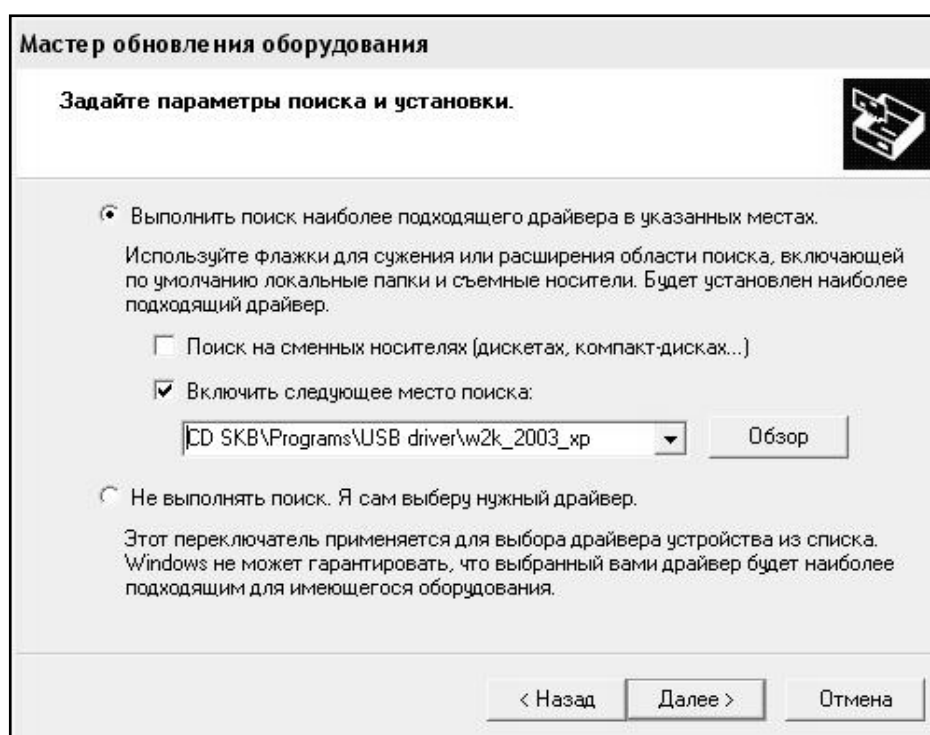 Мастер обновления оборудования
Задайте параметры поиска и установки.
Выполнить поиск наиболее подходящего драйвера в указанных местах.
Используйте флажки для сужения или расширения области поиска, включающей
по умолчанию локальные папки и съемные носители. Будет установлен наиболее
подходящий драйвер.
Поиск на сменных носителях (дискетах, компакт-дисках...)
Включить следующее место поиска:
CD SKB\Programs\USB driver\w2k_2003_xp
Обзор
Не выполнять поиск. Я сам выберу нужный драйвер.
Этот переключатель применяется для выбора драйвера устройства из списка.
Windows не может гарантировать, что выбранный вами драйвер будет наиболее
подходящим для имеющегося оборудования.
< Назад Далее > Отмена